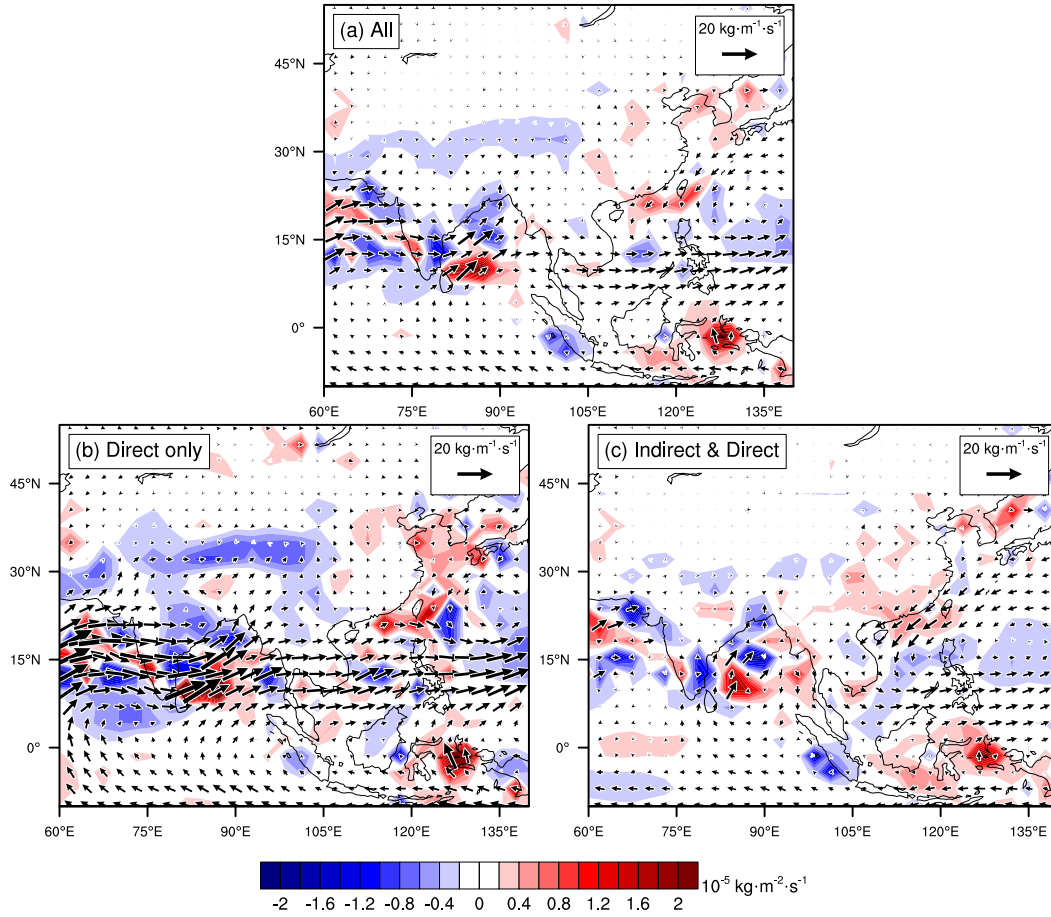 (a) All
20 kg·m⁻¹·s⁻¹
45°N
30°N
15°N
0°
60°E 75°E 90°E 105°E 120°E 135°E
(b) Direct only
20 kg·m⁻¹·s⁻¹
(c) Indirect & Direct
20 kg·m⁻¹·s⁻¹
45°N 45°N
30°N 30°N
15°N 15°N
0° 0°
60°E 75°E 90°E 105°E 120°E 135°E 60°E 75°E 90°E 105°E 120°E 135°E
10⁻⁵ kg·m⁻²·s⁻¹
-2 -1.6 -1.2 -0.8 -0.4 0 0.4 0.8 1.2 1.6 2